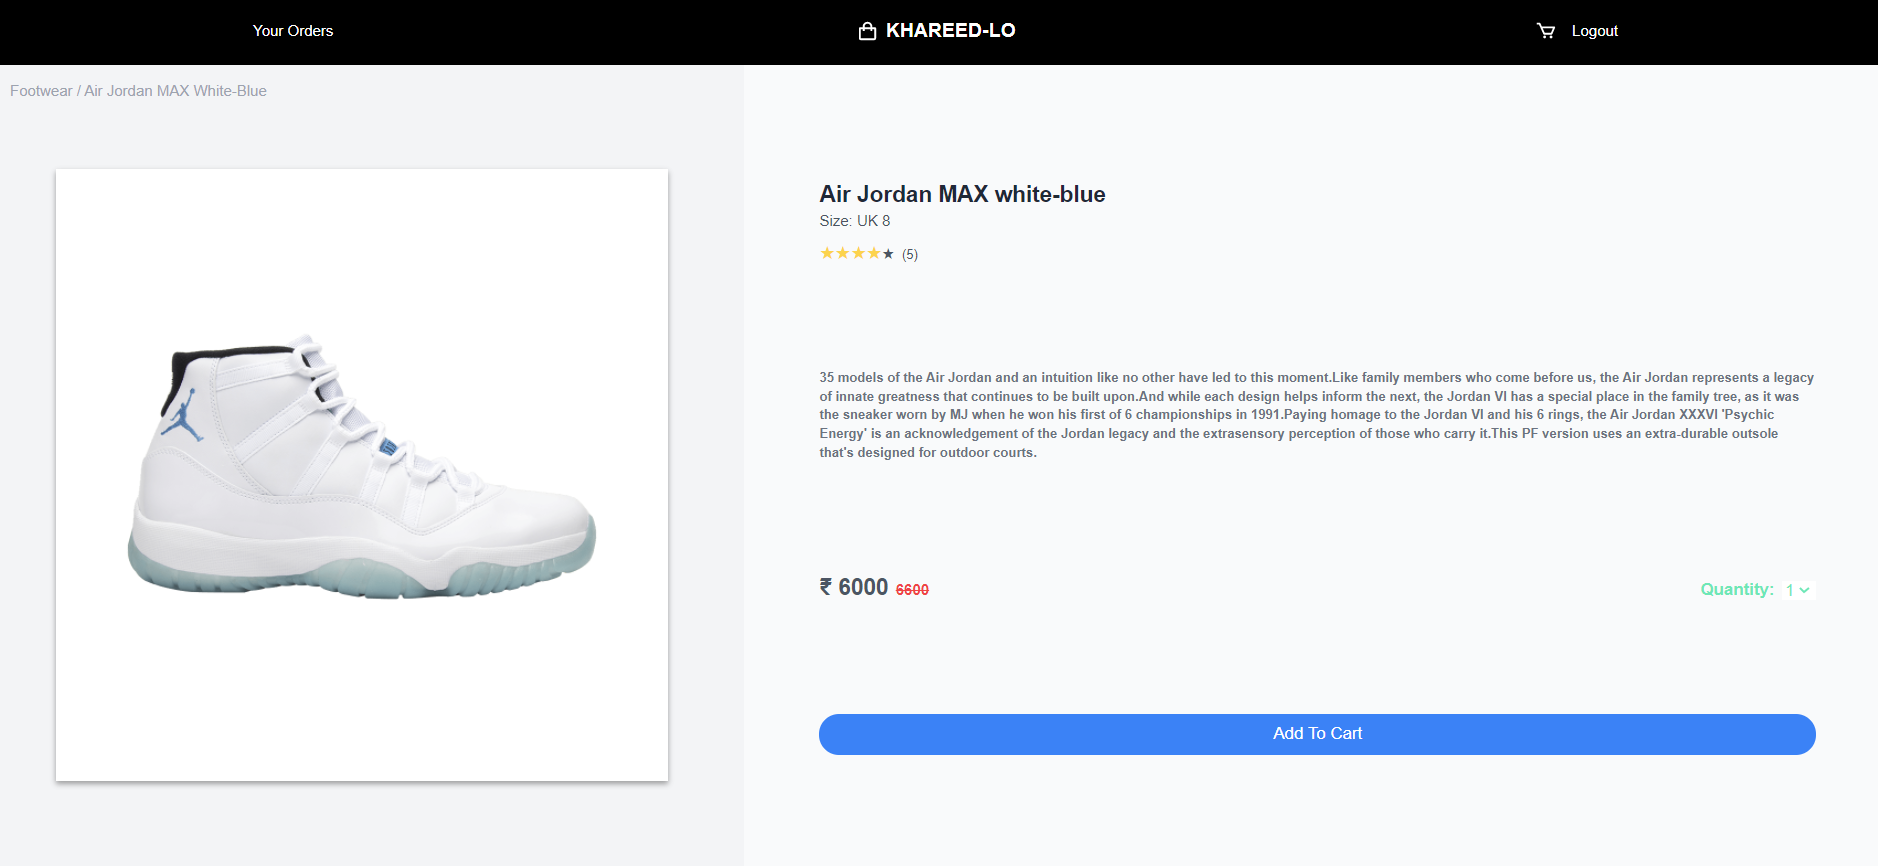 Your Orders
KHAREED-LO
Logout
Footwear / Air Jordan MAX White-Blue
Air Jordan MAX white-blue
Size: UK 8
★★★★★ (5)
35 models of the Air Jordan and an intuition like no other have led to this moment.Like family members who come before us, the Air Jordan represents a legacy
of innate greatness that continues to be built upon.And while each design helps inform the next, the Jordan VI has a special place in the family tree, as it was
the sneaker worn by MJ when he won his first of 6 championships in 1991.Paying homage to the Jordan VI and his 6 rings, the Air Jordan XXXVI 'Psychic
Energy' is an acknowledgement of the Jordan legacy and the extrasensory perception of those who carry it.This PF version uses an extra-durable outsole
that's designed for outdoor courts.
₹ 6000 6600
Quantity: 1
Add To Cart